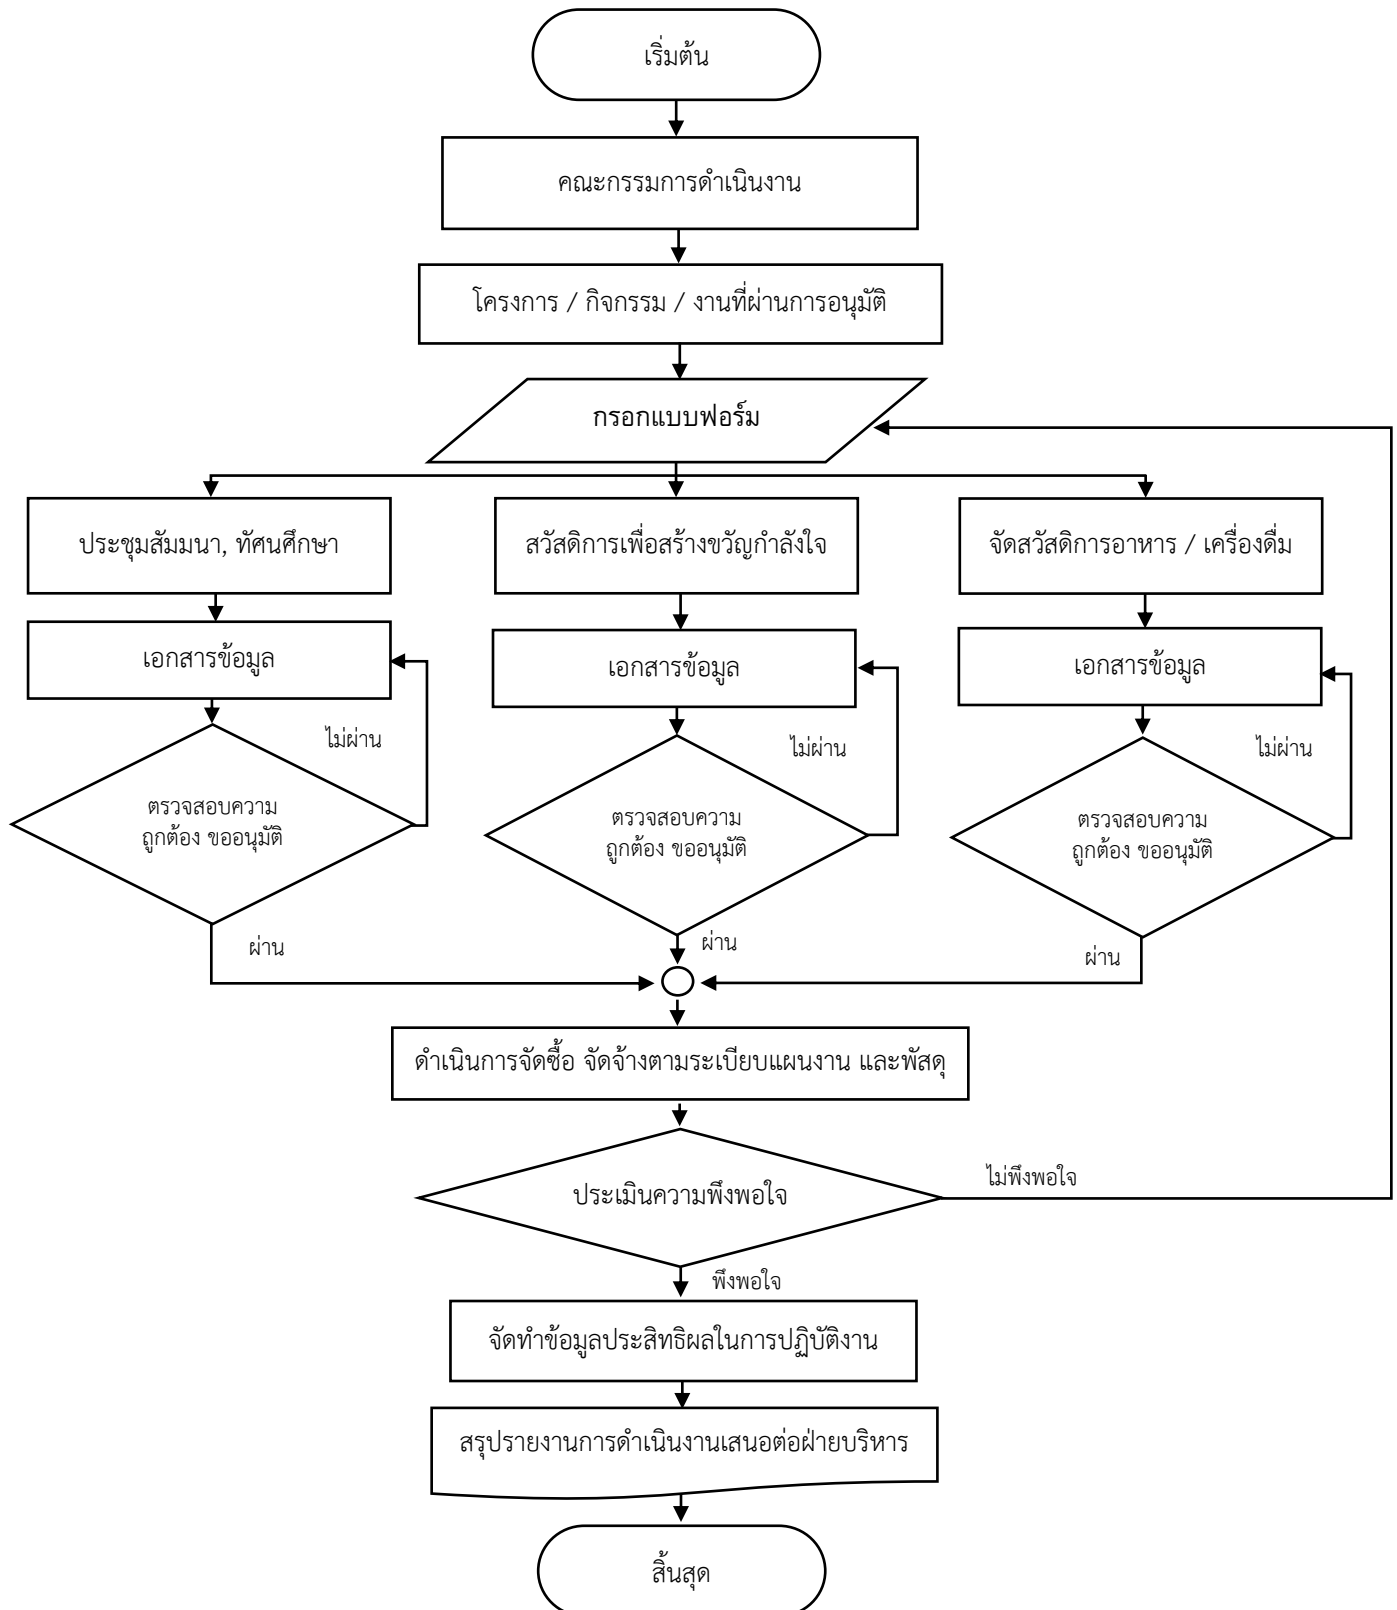 เริ่มต้น
คณะกรรมการดำเนินงาน
โครงการ / กิจกรรม / งานที่ผ่านการอนุมัติ
กรอกแบบฟอร์ม
ประชุมสัมมนา, ทัศนศึกษา
สวัสดิการเพื่อสร้างขวัญกำลังใจ
จัดสวัสดิการอาหาร / เครื่องดื่ม
เอกสารข้อมูล
เอกสารข้อมูล
เอกสารข้อมูล
ไม่ผ่าน
ไม่ผ่าน
ไม่ผ่าน
ตรวจสอบความ
ถูกต้อง ขออนุมัติ
ตรวจสอบความ
ถูกต้อง ขออนุมัติ
ตรวจสอบความ
ถูกต้อง ขออนุมัติ
ผ่าน
ผ่าน
ผ่าน
ดำเนินการจัดซื้อ จัดจ้างตามระเบียบแผนงาน และพัสดุ
ประเมินความพึงพอใจ
ไม่พึงพอใจ
พึงพอใจ
จัดทำข้อมูลประสิทธิผลในการปฏิบัติงาน
สรุปรายงานการดำเนินงานเสนอต่อฝ่ายบริหาร
สิ้นสุด